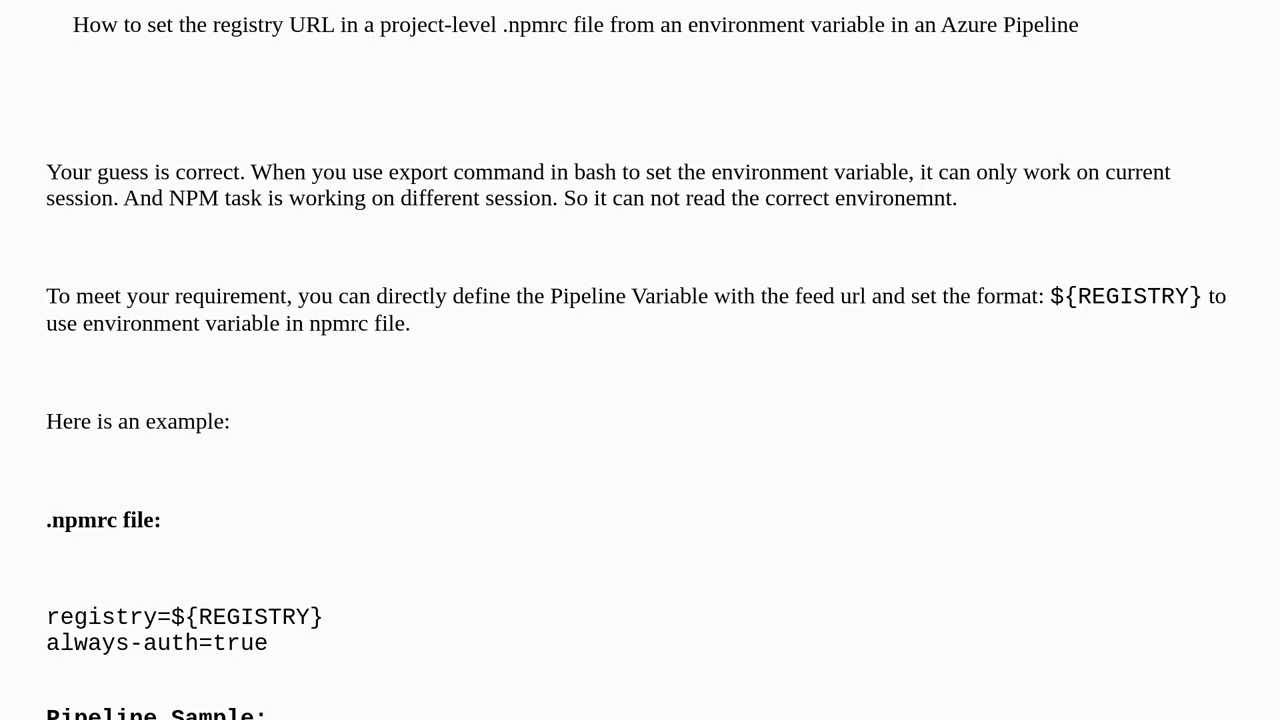 How to set the registry URL in a project-level .npmrc file from an environment variable in an Azure Pipeline
Your guess is correct. When you use export command in bash to set the environment variable, it can only work on current
session. And NPM task is working on different session. So it can not read the correct environemnt.
To meet your requirement, you can directly define the Pipeline Variable with the feed url and set the format: ${REGISTRY} to
use environment variable in npmrc file.
Here is an example:
.npmrc file:
registry=${REGISTRY}
always-auth=true
Pipeline Sample: